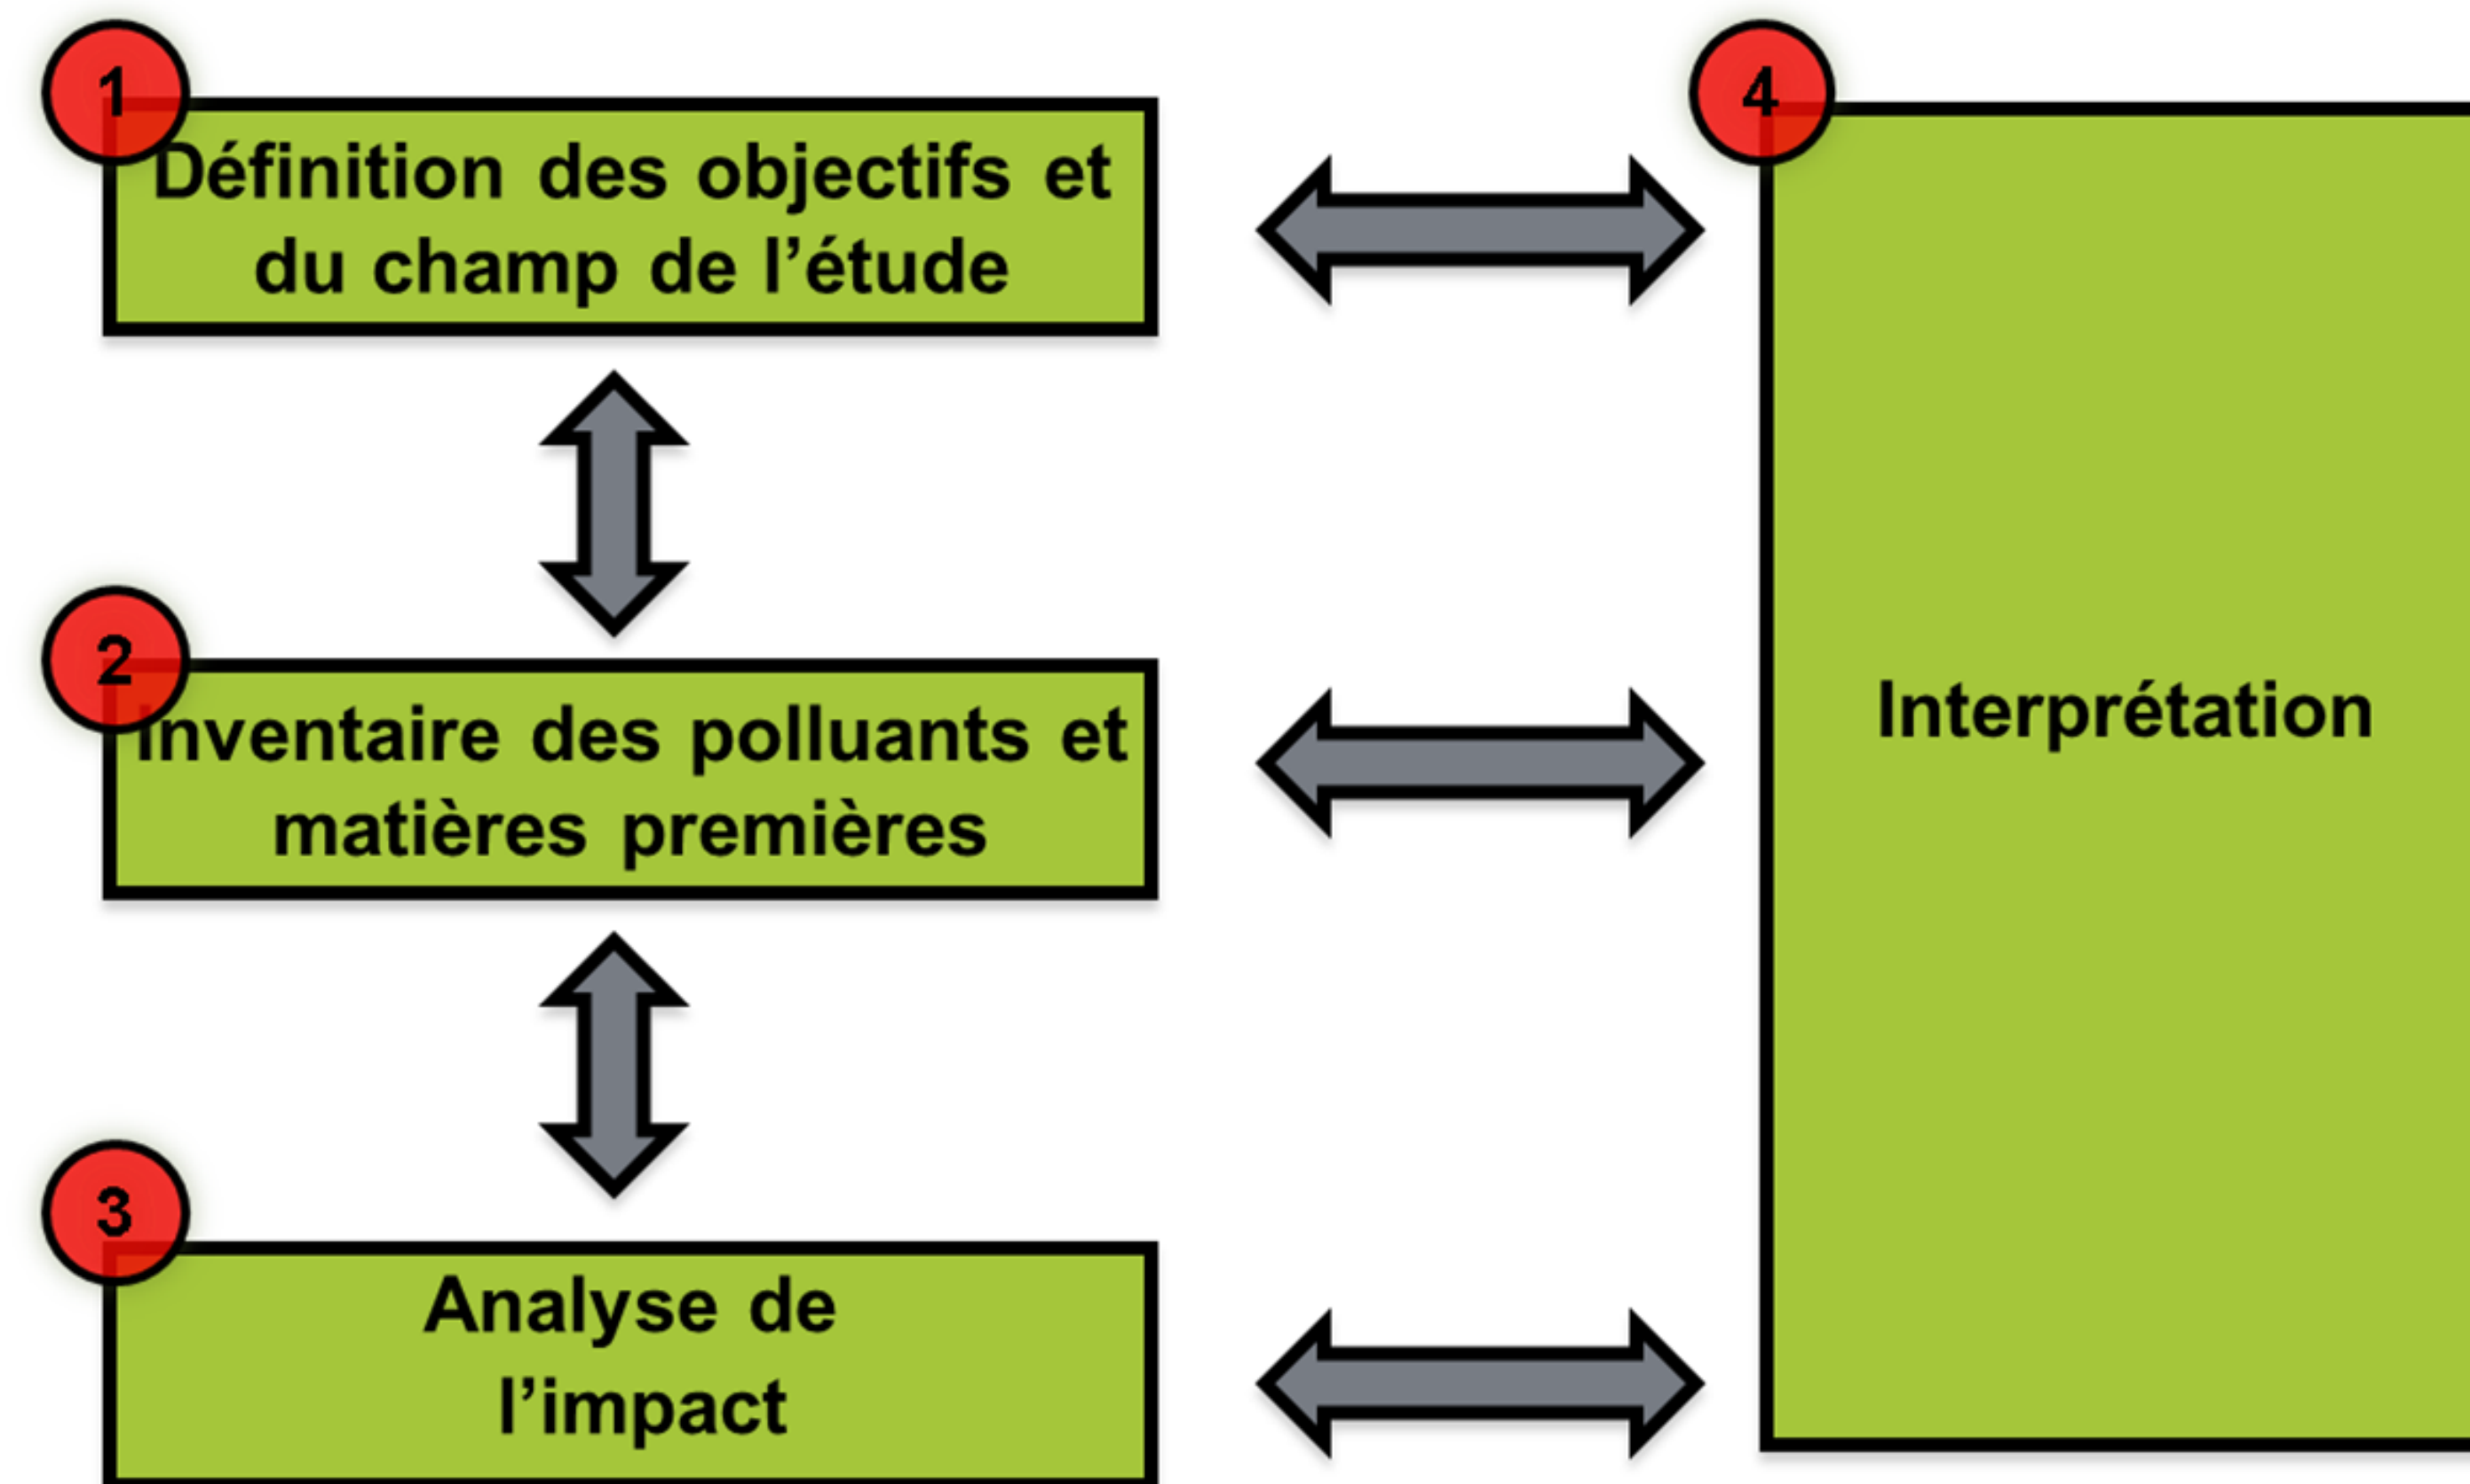 1
Définition des objectifs et
du champ de l’étude
2
Inventaire des polluants et
matières premières
3
Analyse de
l’impact
4
Interprétation